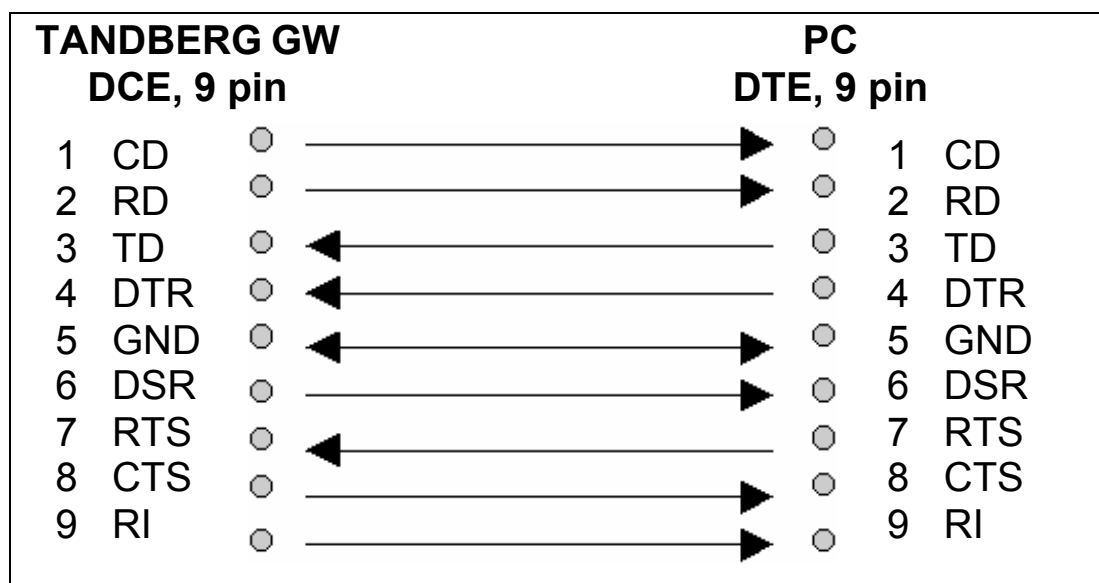 TANDBERG GW PC
DCE, 9 pin DTE, 9 pin
1 CD 1 CD
2 RD 2 RD
3 TD 3 TD
4 DTR 4 DTR
5 GND 5 GND
6 DSR 6 DSR
7 RTS 7 RTS
8 CTS 8 CTS
9 RI 9 RI